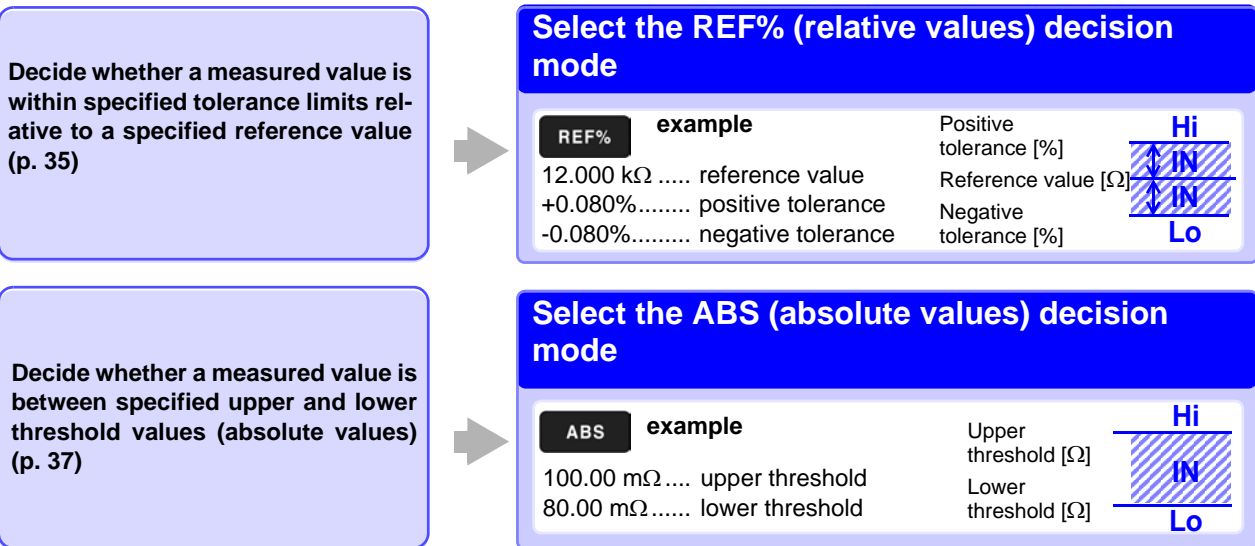 Decide whether a measured value is
within specified tolerance limits rel-
ative to a specified reference value
(p. 35)
Select the REF% (relative values) decision
mode
REF% example
12.000 kΩ ..... reference value
+0.080%........ positive tolerance
-0.080%......... negative tolerance
Positive
tolerance [%]
Reference value [Ω]
Negative
tolerance [%]
Hi
IN
IN
Lo
Decide whether a measured value is
between specified upper and lower
threshold values (absolute values)
(p. 37)
Select the ABS (absolute values) decision
mode
ABS example
100.00 mΩ .... upper threshold
80.00 mΩ ...... lower threshold
Upper
threshold [Ω]
Lower
threshold [Ω]
Hi
IN
Lo